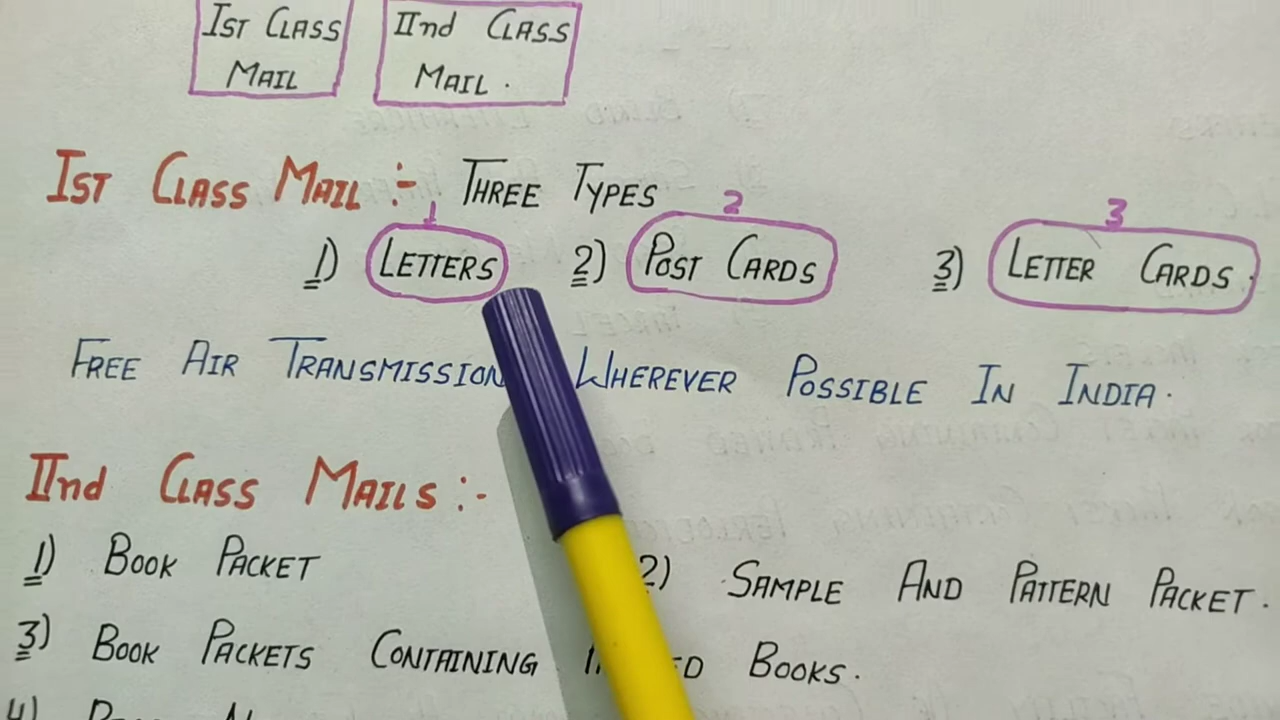 Ist Class IInd Class
Mail Mail.
Ist Class Mail:- Three Types
1 2 3
1) Letters 2) Post Cards 3) Letter Cards.
Free Air Transmission Wherever Possible In India.
IInd Class Mails:-
1) Book Packet 2) Sample And Pattern Packet.
3) Book Packets Containing Books.
4)